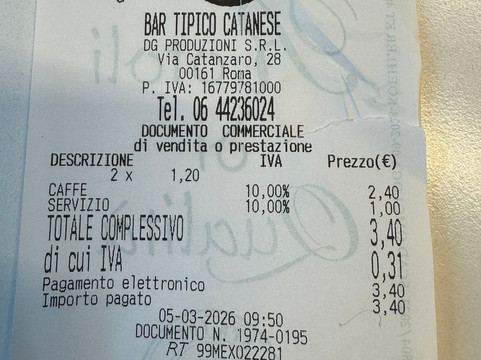 BAR TIPICO CATANESE
DG PRODUZIONI S.R.L.
Via Catanzaro, 28
00161 Roma
P. IVA: 16779781000
Tel. 06 44236024
DOCUMENTO COMMERCIALE
di vendita o prestazione
DESCRIZIONE IVA Prezzo(€)
2 x 1,20
CAFFE 10,00% 2,40
SERVIZIO 10,00% 1,00
TOTALE COMPLESSIVO 3,40
di cui IVA 0,31
Pagamento elettronico 3,40
Importo pagato 3,40
05-03-2026 09:50
DOCUMENTO N. 1974-0195
RT 99MEX022281
Qualità